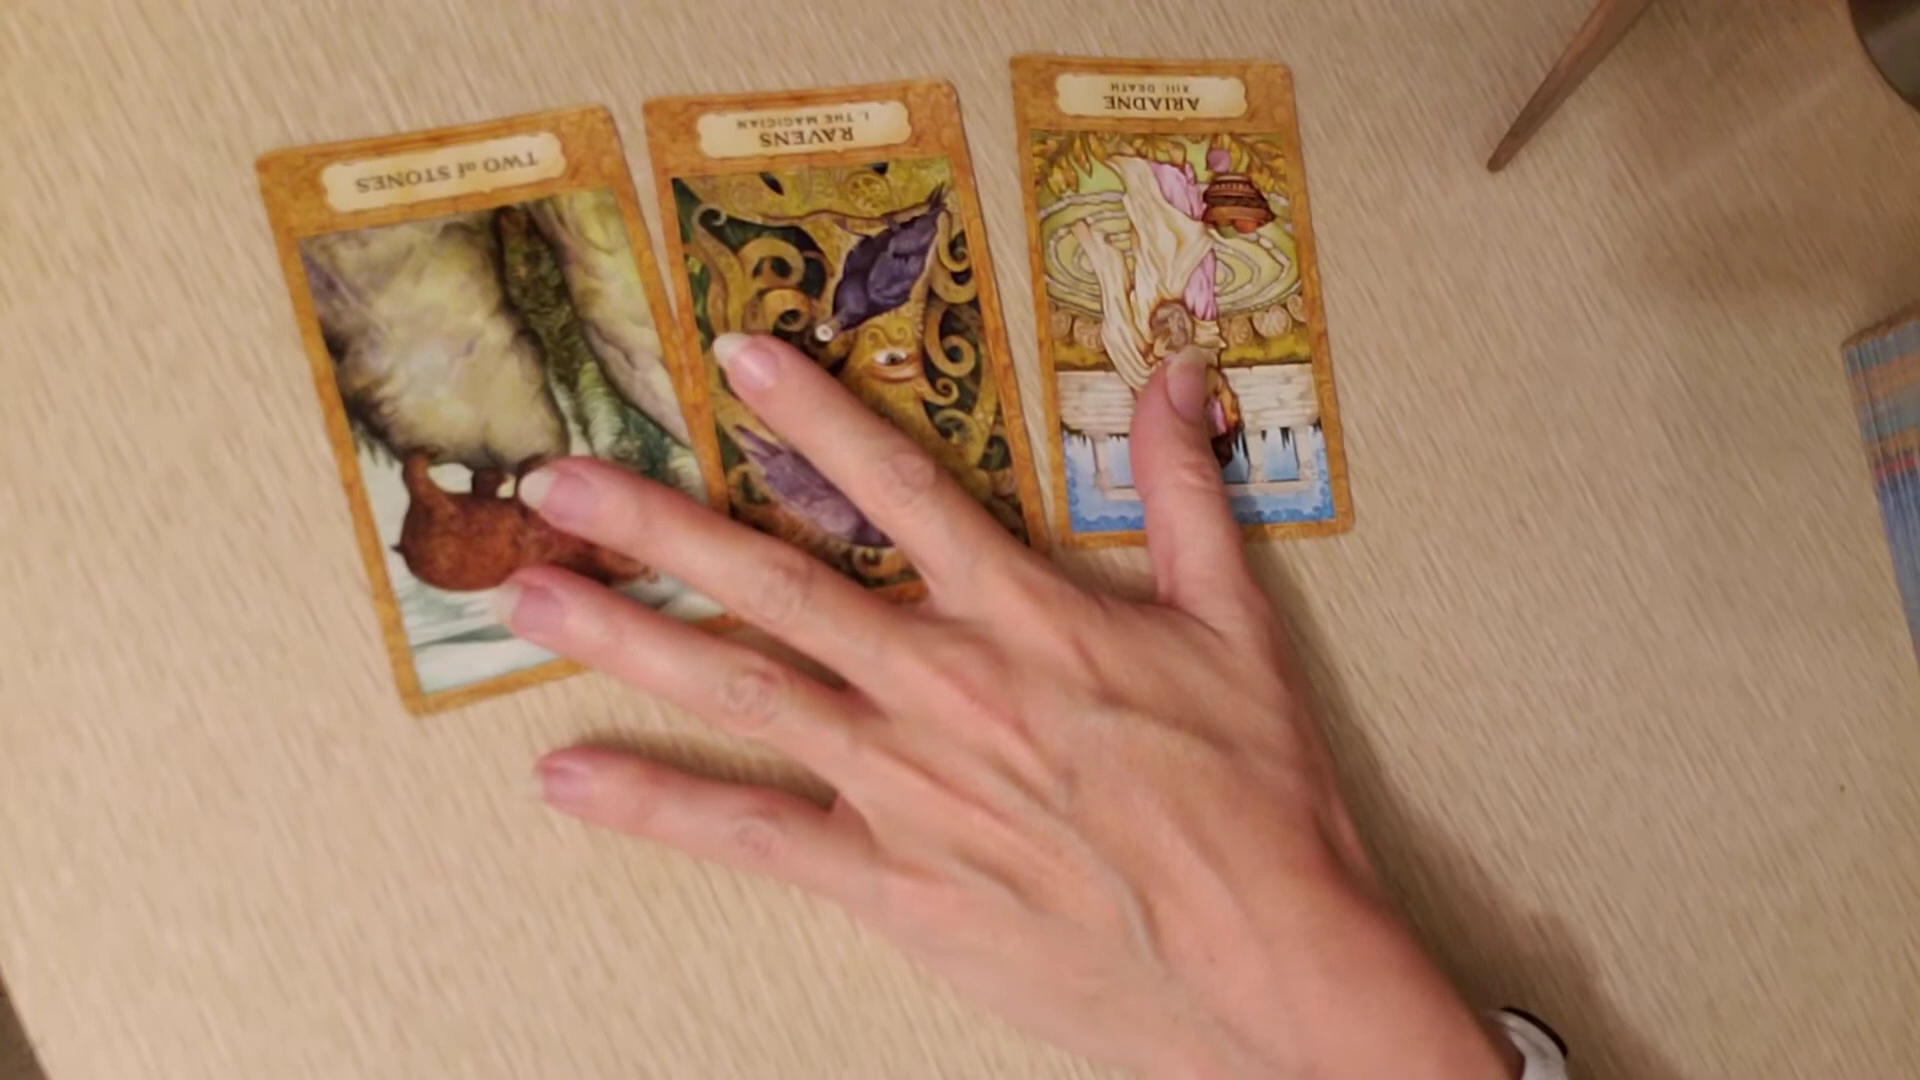 TWO of STONES
RAVENS
I. THE MAGICIAN
ARIADNE
XIII DEATH